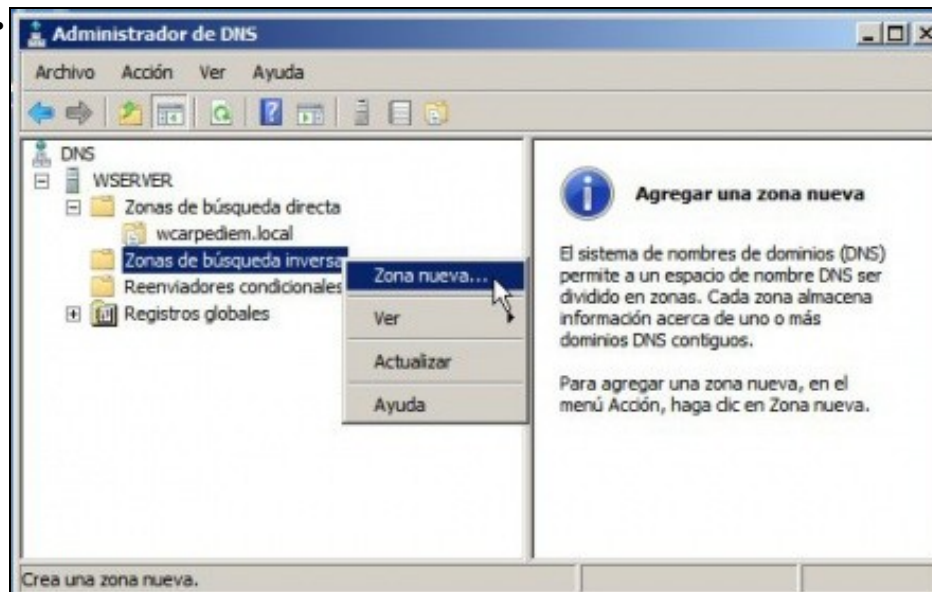 Administrador de DNS
Archivo Acción Ver Ayuda
DNS
WSERVER
Zonas de búsqueda directa
wcarpediem.local
Zonas de búsqueda inversa
Reenviadores condicionales
Registros globales
Zona nueva...
Ver
Actualizar
Ayuda
Agregar una zona nueva
El sistema de nombres de dominios (DNS)
permite a un espacio de nombre DNS ser
dividido en zonas. Cada zona almacena
información acerca de uno o más
dominios DNS contiguos.
Para agregar una zona nueva, en el
menú Acción, haga clic en Zona nueva.
Crea una zona nueva.